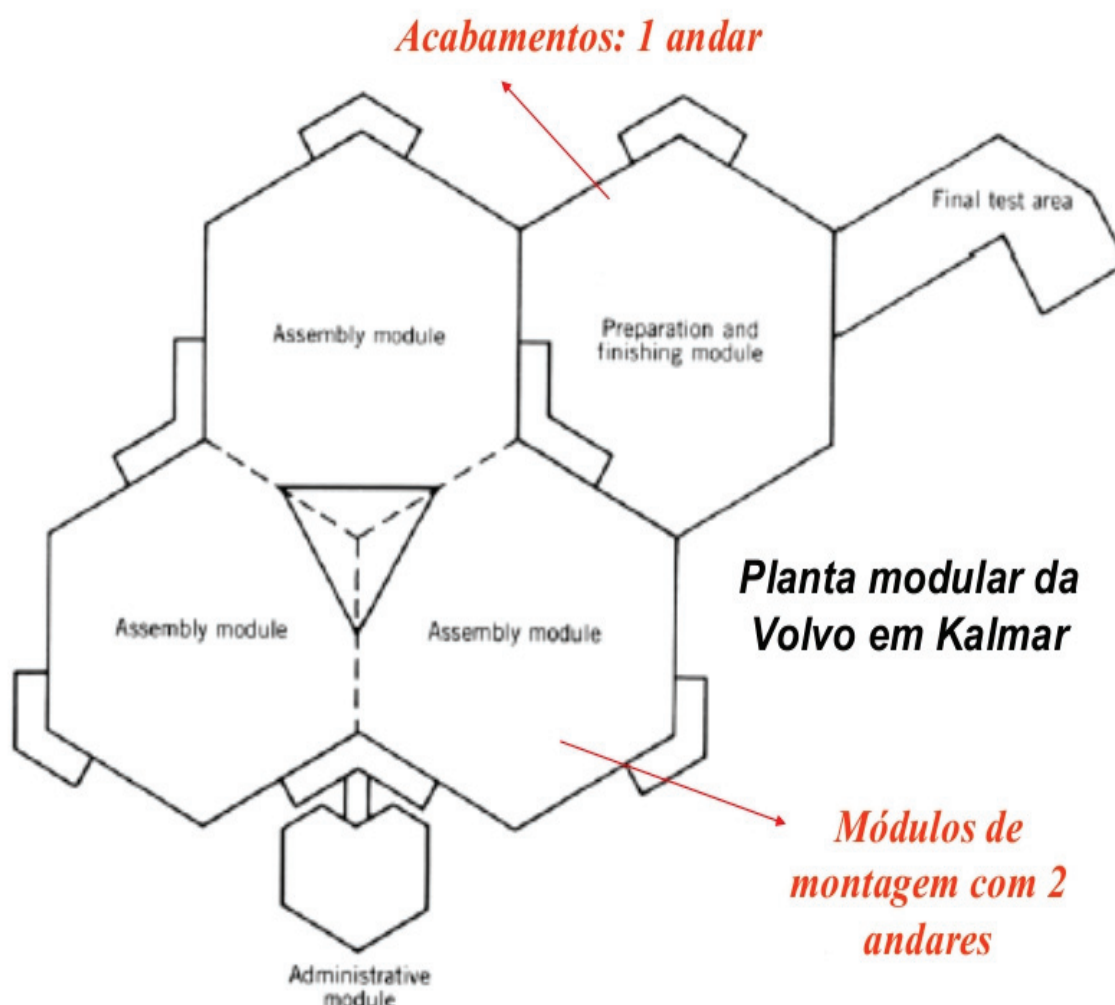 Acabamentos: 1 andar
Final test area
Assembly module
Preparation and
finishing module
Assembly module
Assembly module
Planta modular da
Volvo em Kalmar
Módulos de
montagem com 2
andares
Administrative
module